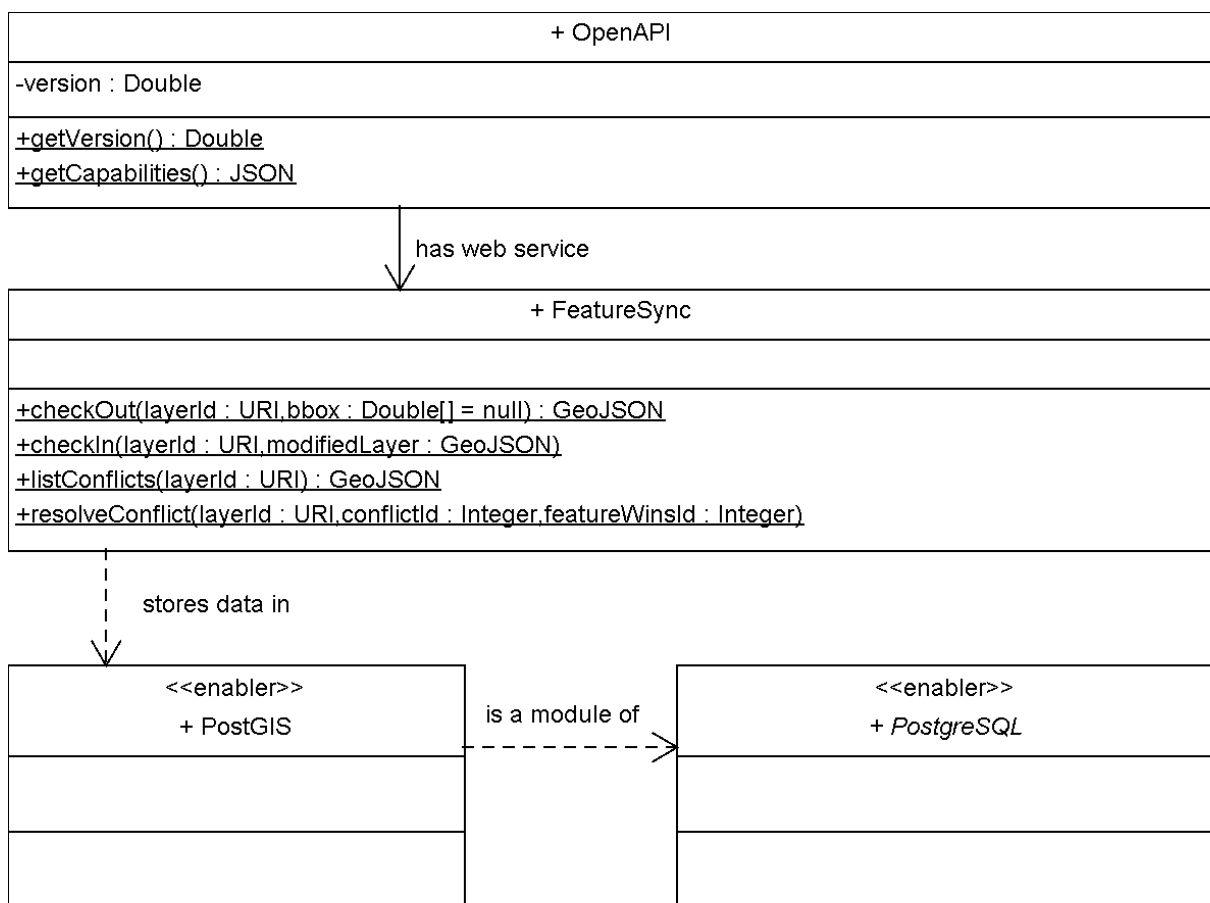 + OpenAPI
-version : Double
+getVersion() : Double
+getCapabilities() : JSON
has web service
+ FeatureSync
+checkOut(layerId : URI,bbox : Double[] = null) : GeoJSON
+checkIn(layerId : URI,modifiedLayer : GeoJSON)
+listConflicts(layerId : URI) : GeoJSON
+resolveConflict(layerId : URI,conflictId : Integer,featureWinsId : Integer)
stores data in
<<enabler>>
+ PostGIS
is a module of
<<enabler>>
+ PostgreSQL